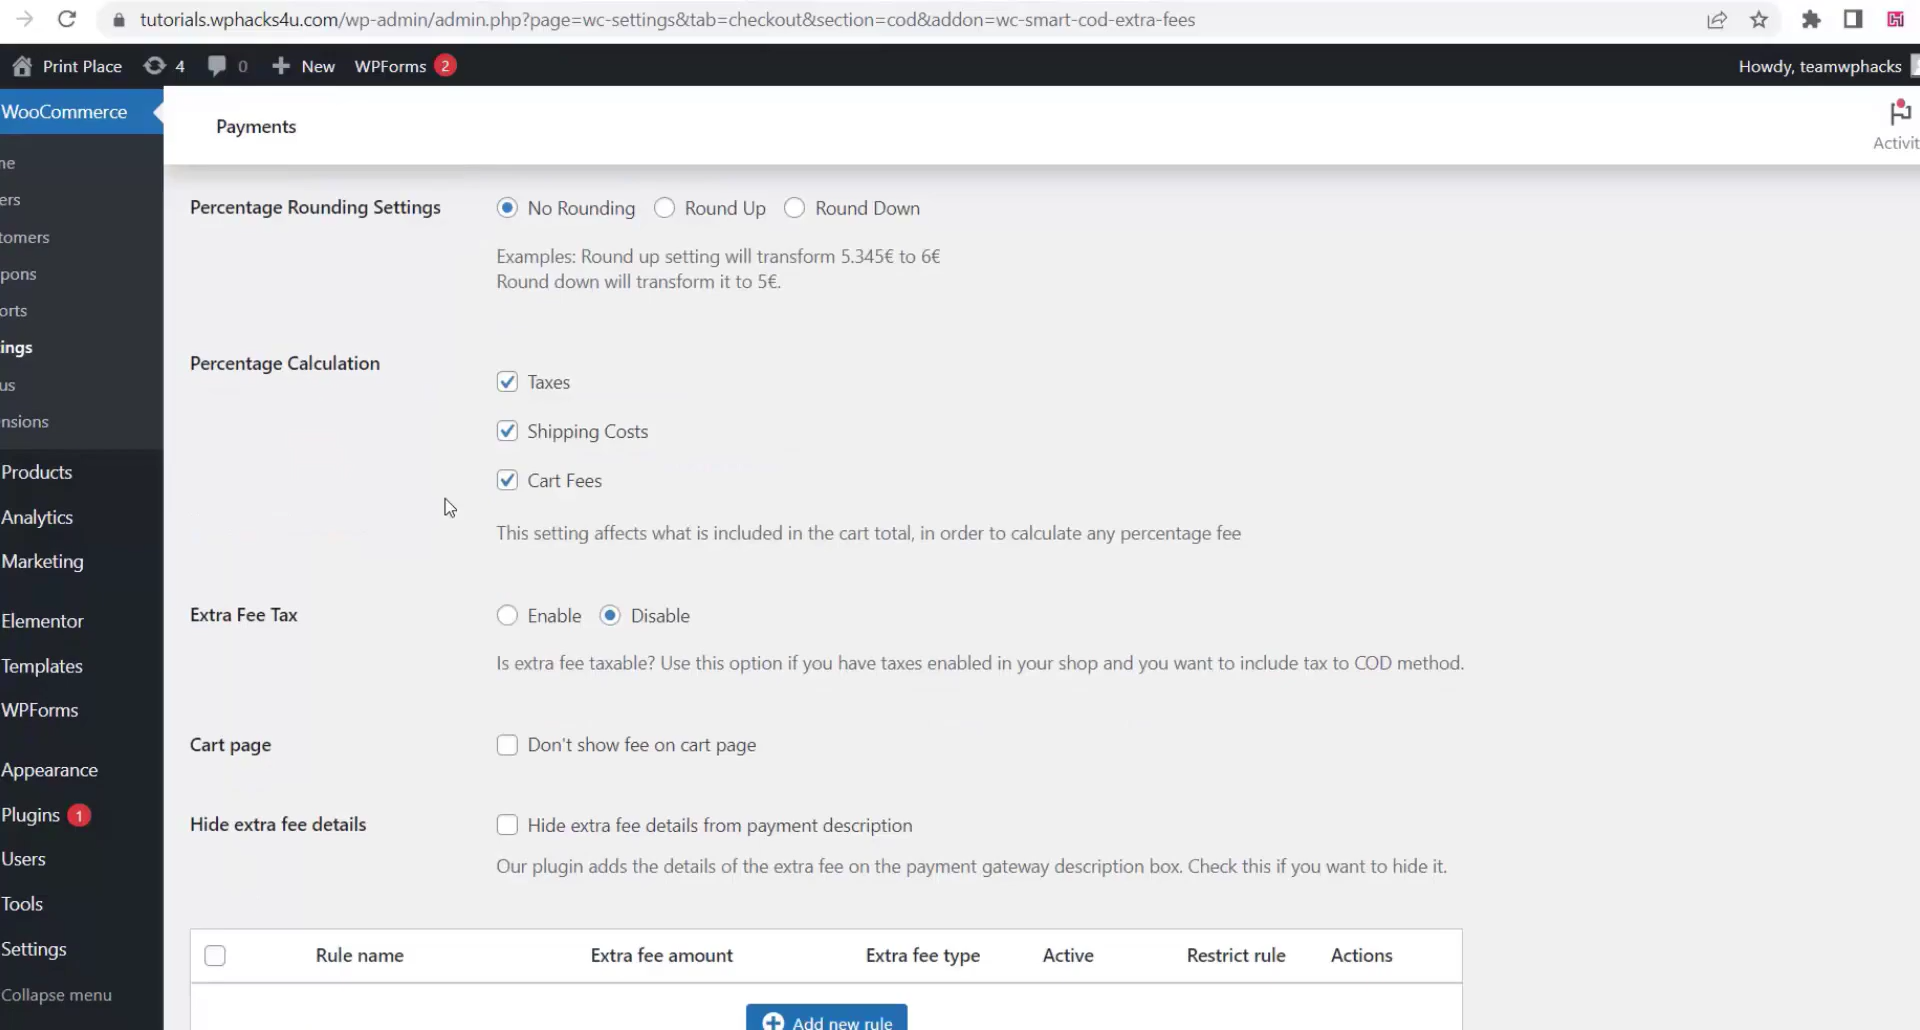 tutorials.wphacks4u.com/wp-admin/admin.php?page=wc-settings&tab=checkout&section=cod&addon=wc-smart-cod-extra-fees
Print Place 4 0 New WPForms 2 Howdy, teamwphacks
WooCommerce
Payments
Activit
me
ers
tomers
pons
orts
ings
us
nsions
Products
Analytics
Marketing
Elementor
Templates
WPForms
Appearance
Plugins 1
Users
Tools
Settings
Collapse menu
Percentage Rounding Settings No Rounding Round Up Round Down
Examples: Round up setting will transform 5.345€ to 6€
Round down will transform it to 5€.
Percentage Calculation
Taxes
Shipping Costs
Cart Fees
This setting affects what is included in the cart total, in order to calculate any percentage fee
Extra Fee Tax Enable Disable
Is extra fee taxable? Use this option if you have taxes enabled in your shop and you want to include tax to COD method.
Cart page Don't show fee on cart page
Hide extra fee details Hide extra fee details from payment description
Our plugin adds the details of the extra fee on the payment gateway description box. Check this if you want to hide it.
Rule name Extra fee amount Extra fee type Active Restrict rule Actions
Add new rule